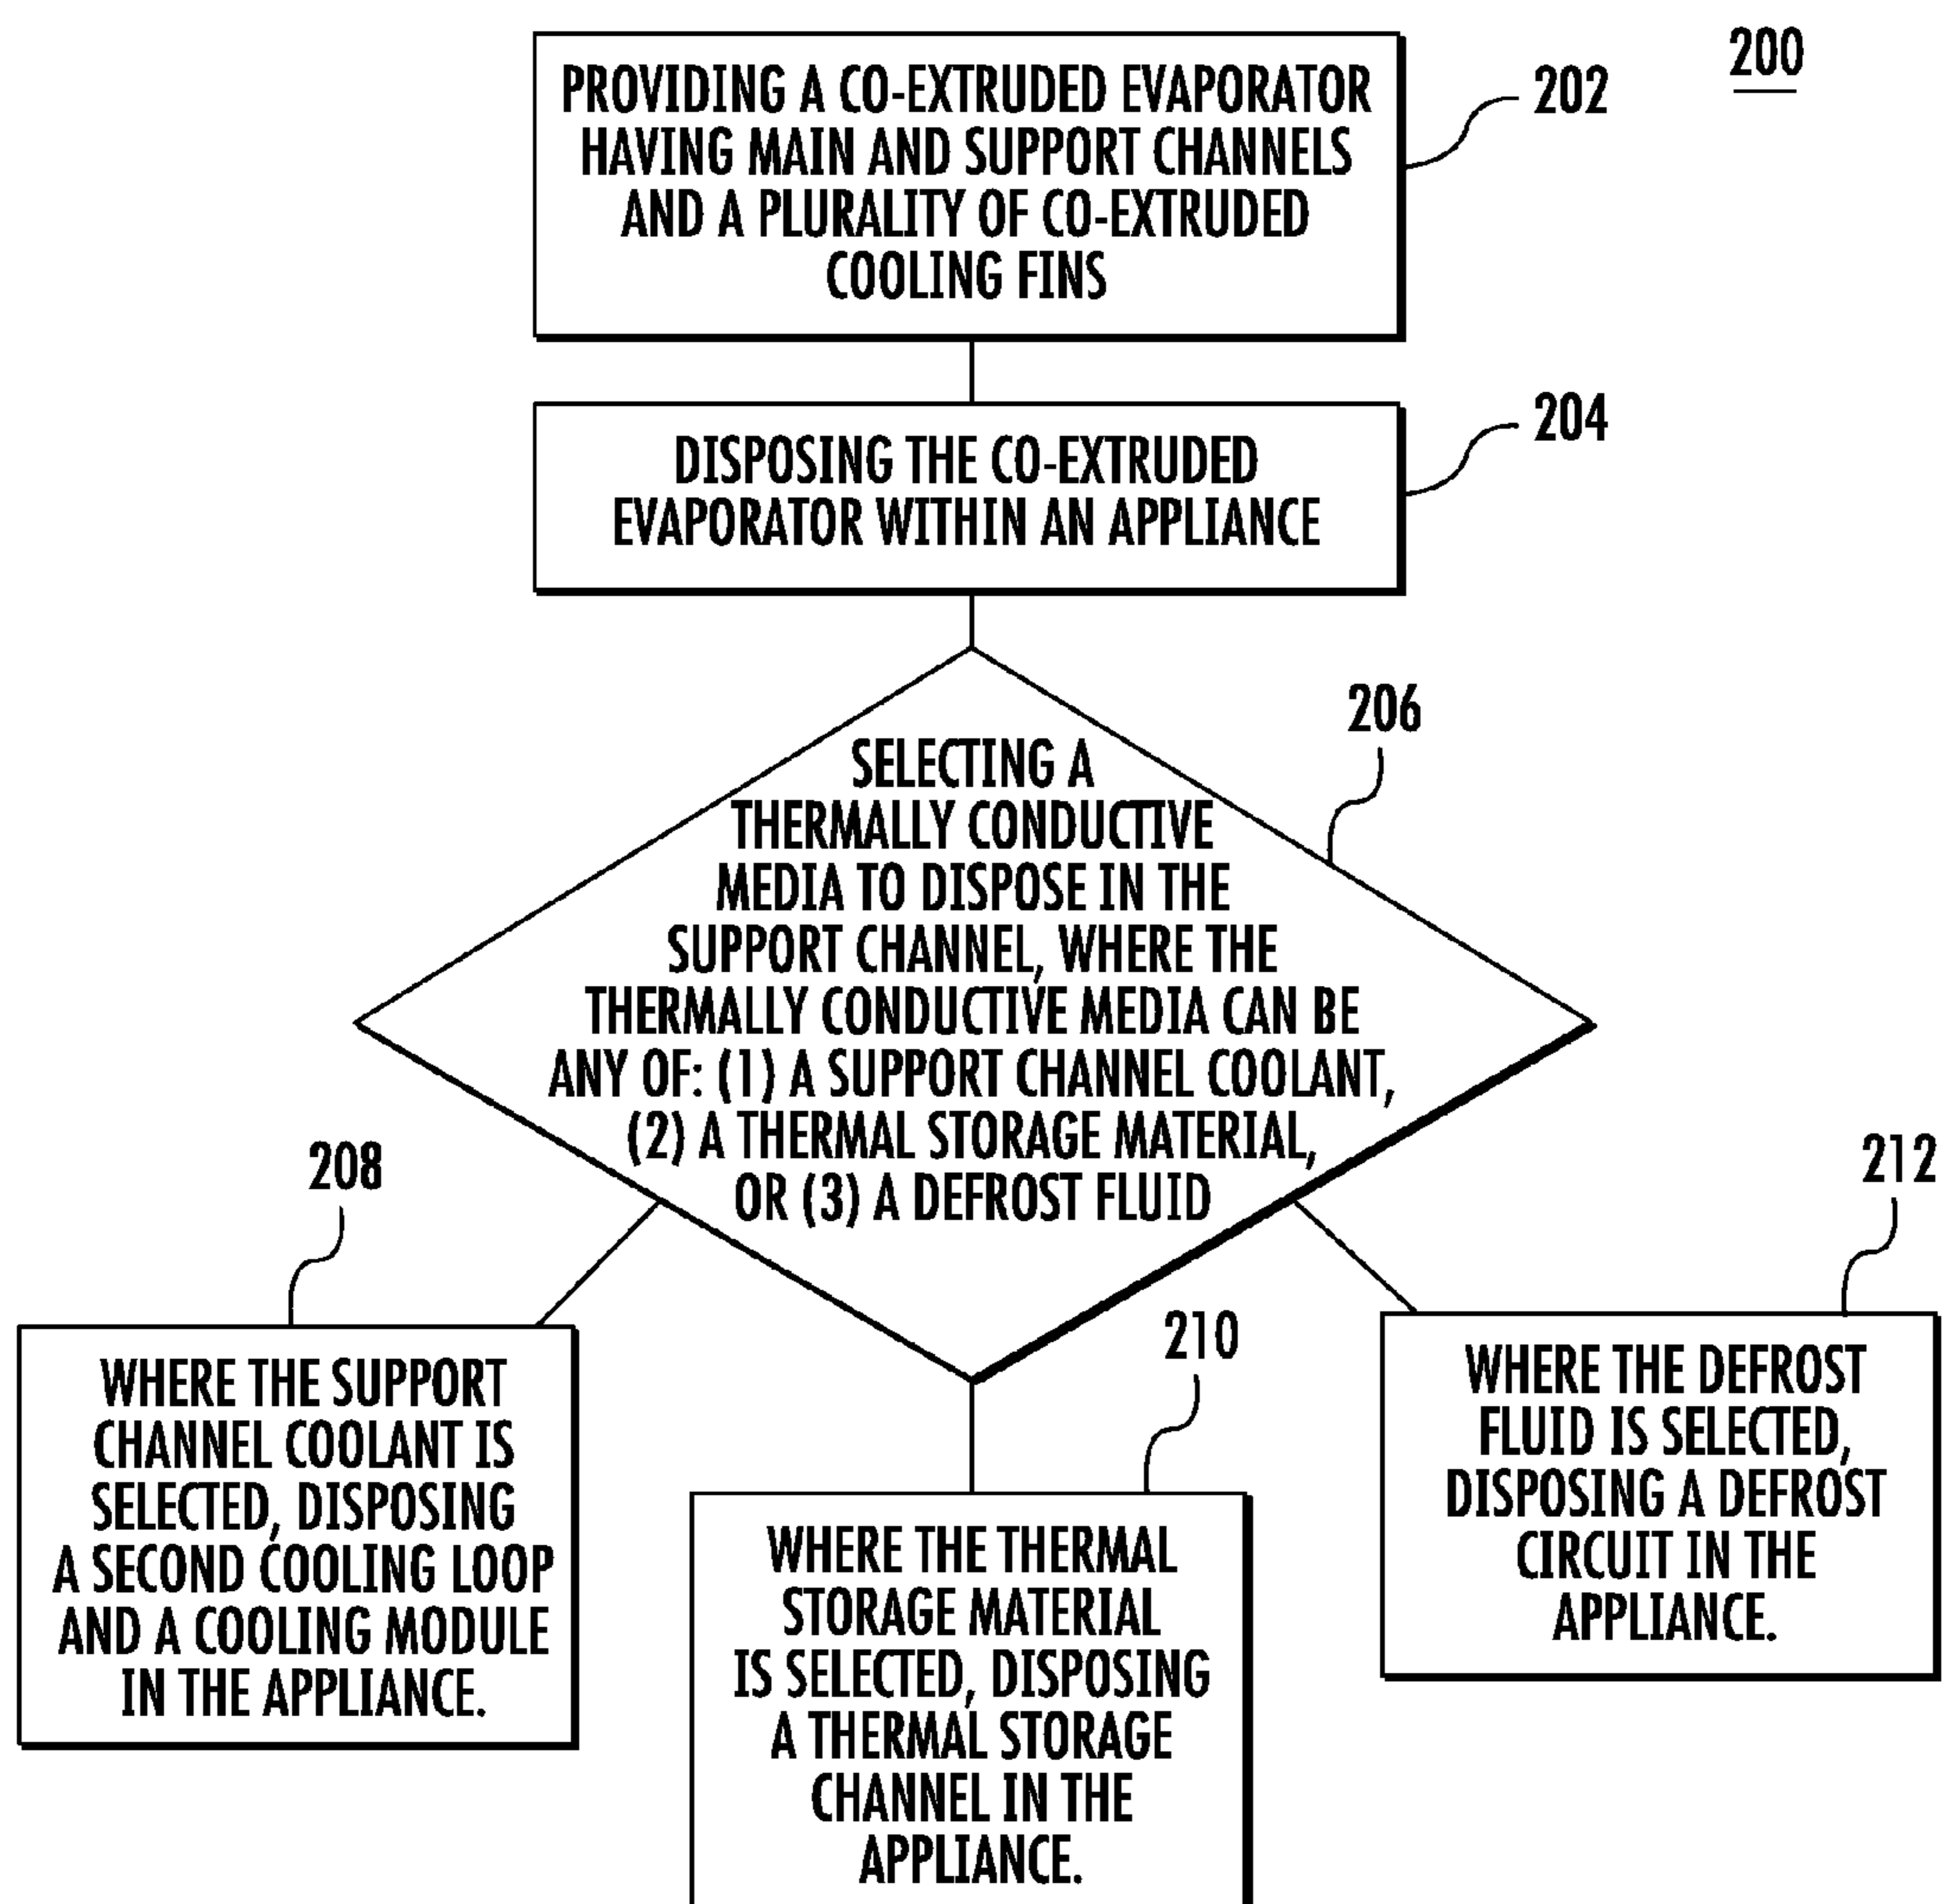 200
PROVIDING A CO-EXTRUDED EVAPORATOR
HAVING MAIN AND SUPPORT CHANNELS
AND A PLURALITY OF CO-EXTRUDED
COOLING FINS
202
DISPOSING THE CO-EXTRUDED
EVAPORATOR WITHIN AN APPLIANCE
204
SELECTING A
THERMALLY CONDUCTIVE
MEDIA TO DISPOSE IN THE
SUPPORT CHANNEL, WHERE THE
THERMALLY CONDUCTIVE MEDIA CAN BE
ANY OF: (1) A SUPPORT CHANNEL COOLANT,
(2) A THERMAL STORAGE MATERIAL,
OR (3) A DEFROST FLUID
206
208
WHERE THE SUPPORT
CHANNEL COOLANT IS
SELECTED, DISPOSING
A SECOND COOLING LOOP
AND A COOLING MODULE
IN THE APPLIANCE.
210
WHERE THE THERMAL
STORAGE MATERIAL
IS SELECTED, DISPOSING
A THERMAL STORAGE
CHANNEL IN THE
APPLIANCE.
212
WHERE THE DEFROST
FLUID IS SELECTED,
DISPOSING A DEFROST
CIRCUIT IN THE
APPLIANCE.